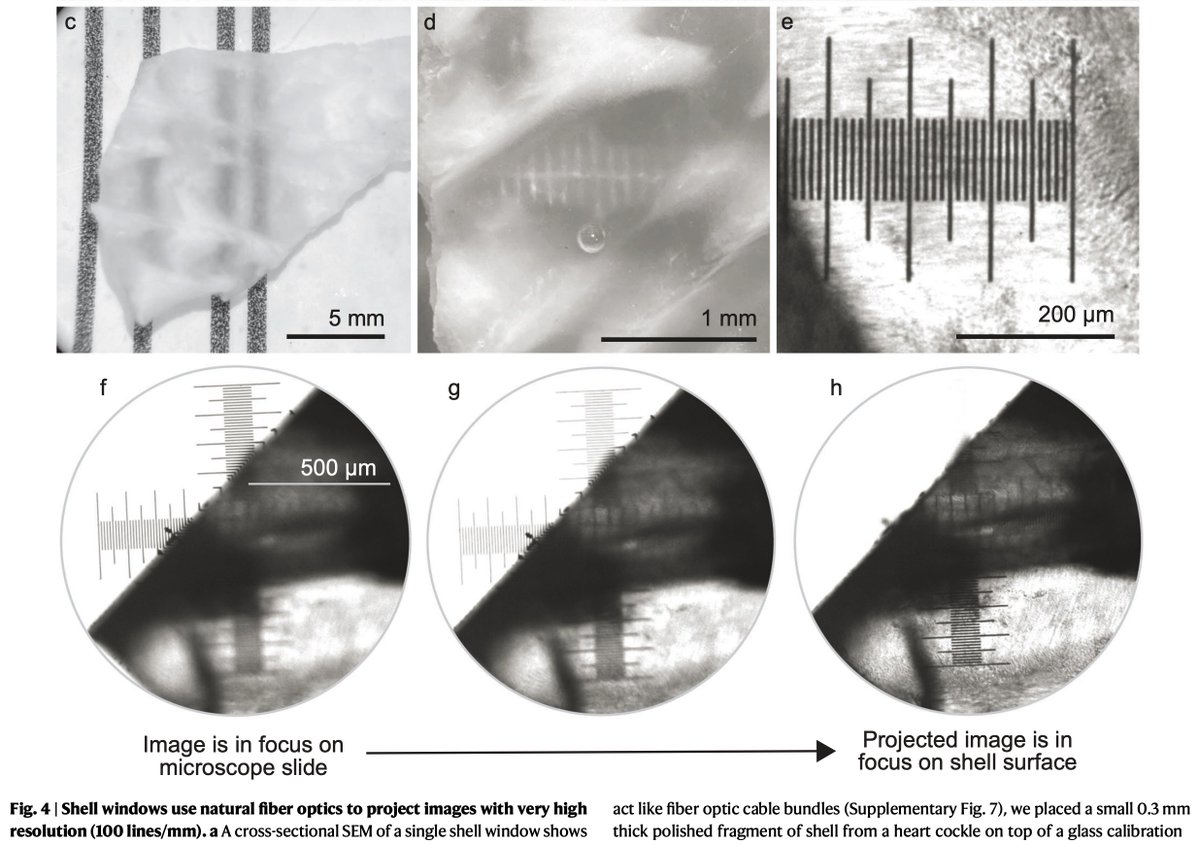 c
d
e
5 mm
1 mm
200 µm
f
g
h
500 µm
Image is in focus on
microscope slide
Projected image is in
focus on shell surface
Fig. 4 | Shell windows use natural fiber optics to project images with very high
resolution (100 lines/mm). a A cross-sectional SEM of a single shell window shows
act like fiber optic cable bundles (Supplementary Fig. 7), we placed a small 0.3 mm
thick polished fragment of shell from a heart cockle on top of a glass calibration